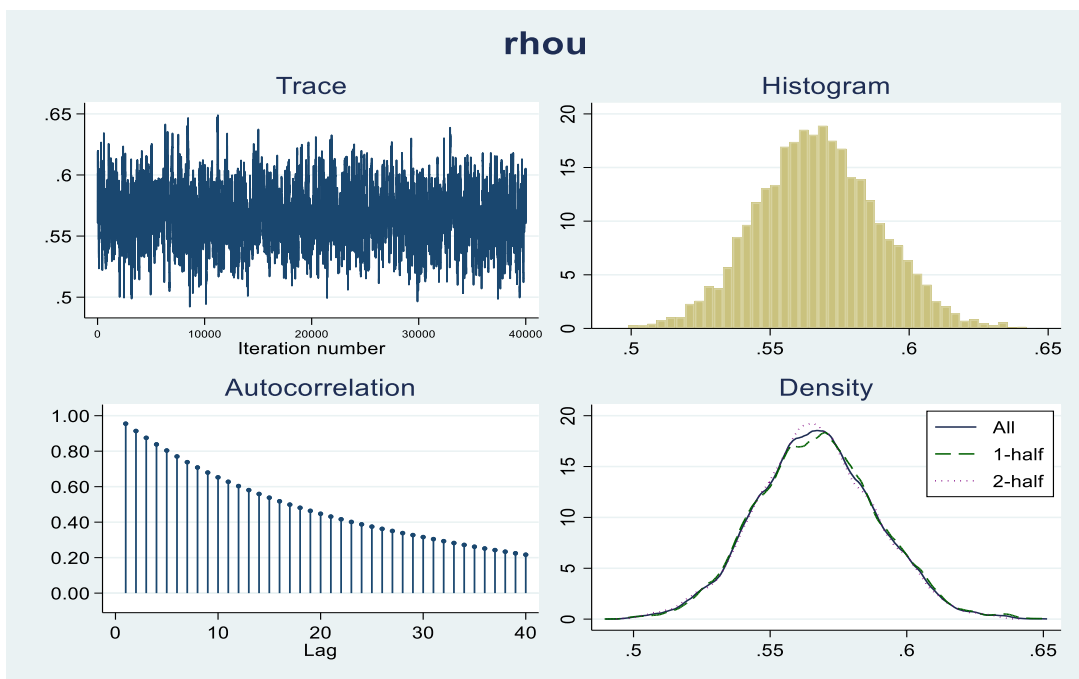 rhou
Trace
.65
.6
.55
.5
0 10000 20000 30000 40000
Iteration number
Histogram
20
15
10
5
0
.5 .55 .6 .65
Autocorrelation
1.00
0.80
0.60
0.40
0.20
0.00
0 10 20 30 40
Lag
Density
20
15
10
5
0
All
1-half
2-half
.5 .55 .6 .65